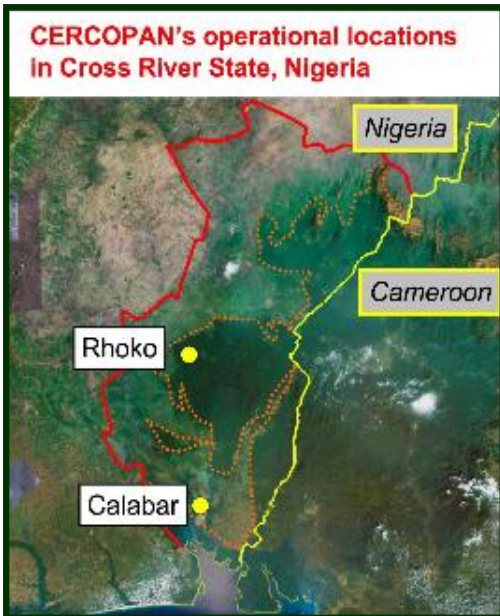 CERCOPAN's operational locations
in Cross River State, Nigeria
Nigeria
Cameroon
Rhoko
Calabar